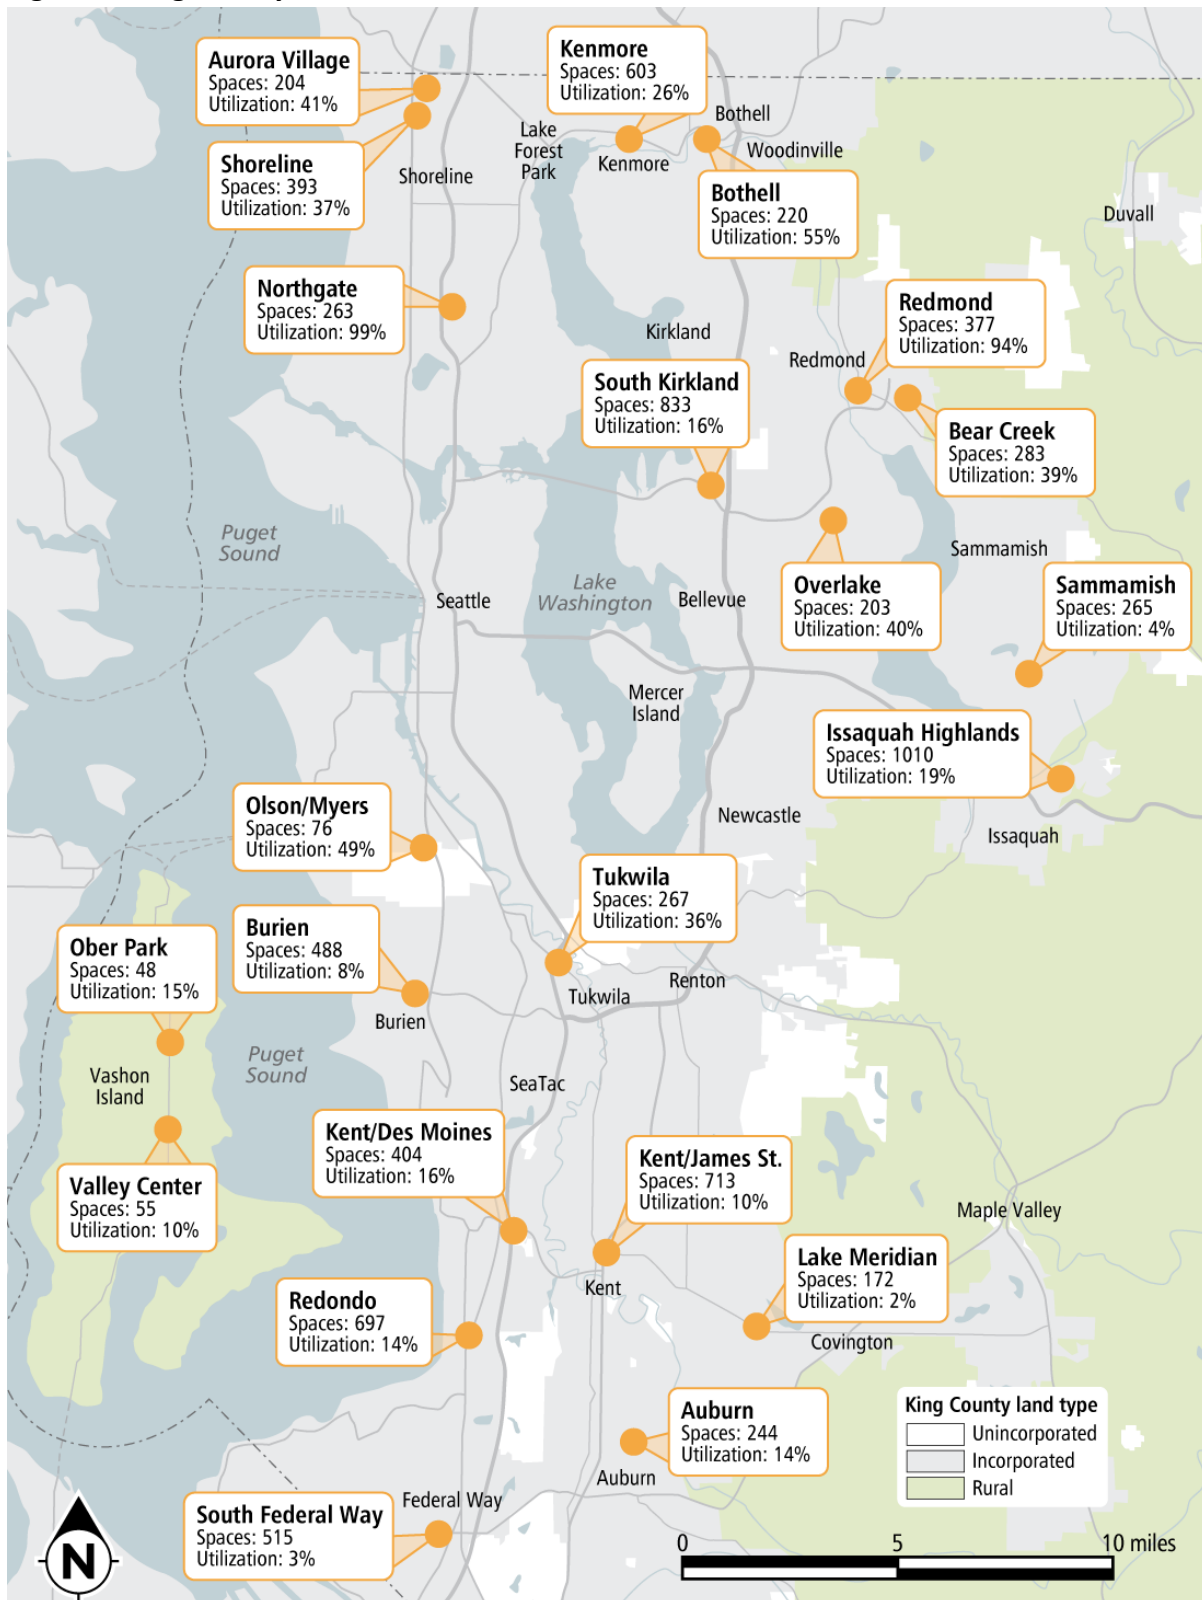 Aurora Village
Spaces: 204
Utilization: 41%
Kenmore
Spaces: 603
Utilization: 26%
Shoreline
Spaces: 393
Utilization: 37%
Shoreline
Lake
Forest
Park
Kenmore
Bothell
Woodinville
Bothell
Spaces: 220
Utilization: 55%
Duvall
Northgate
Spaces: 263
Utilization: 99%
Kirkland
Redmond
Spaces: 377
Utilization: 94%
Redmond
South Kirkland
Spaces: 833
Utilization: 16%
Bear Creek
Spaces: 283
Utilization: 39%
Puget
Sound
Sammamish
Seattle
Lake
Washington
Bellevue
Overlake
Spaces: 203
Utilization: 40%
Sammamish
Spaces: 265
Utilization: 4%
Mercer
Island
Issaquah Highlands
Spaces: 1010
Utilization: 19%
Newcastle
Issaquah
Olson/Myers
Spaces: 76
Utilization: 49%
Tukwila
Spaces: 267
Utilization: 36%
Ober Park
Spaces: 48
Utilization: 15%
Burien
Spaces: 488
Utilization: 8%
Burien
Tukwila
Renton
Vashon
Island
Puget
Sound
SeaTac
Kent/Des Moines
Spaces: 404
Utilization: 16%
Kent/James St.
Spaces: 713
Utilization: 10%
Valley Center
Spaces: 55
Utilization: 10%
Maple Valley
Kent
Lake Meridian
Spaces: 172
Utilization: 2%
Covington
Redondo
Spaces: 697
Utilization: 14%
Auburn
Spaces: 244
Utilization: 14%
Auburn
King County land type
Unincorporated
Incorporated
Rural
Federal Way
South Federal Way
Spaces: 515
Utilization: 3%
N
0 5 10 miles